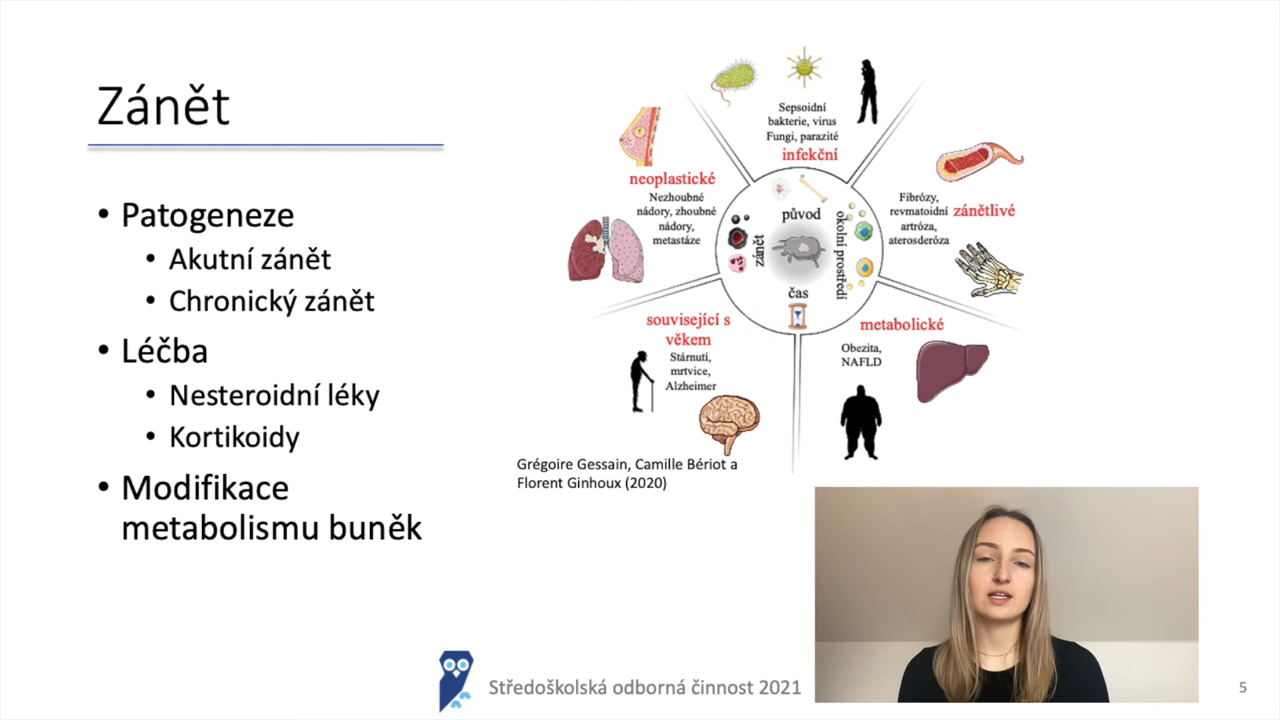 Zánět
• Patogeneze
• Akutní zánět
• Chronický zánět
• Léčba
• Nesteroidní léky
• Kortikoidy
• Modifikace
metabolismu buněk
Sepsoidní
bakterie, virus
Fungi, parazité
infekční
neoplastické
Nezhoubné
nádory, zhoubné
nádory,
metastáze
Fibrózy,
revmatoidní
artróza,
aterosderóza
zánětlivé
původ
zánět
okolní prostředí
čas
související s
věkem
Stárnutí,
mrtvice,
Alzheimer
metabolické
Obezita,
NAFLD
Grégoire Gessain, Camille Bériot a
Florent Ginhoux (2020)
Středoškolská odborná činnost 2021
5